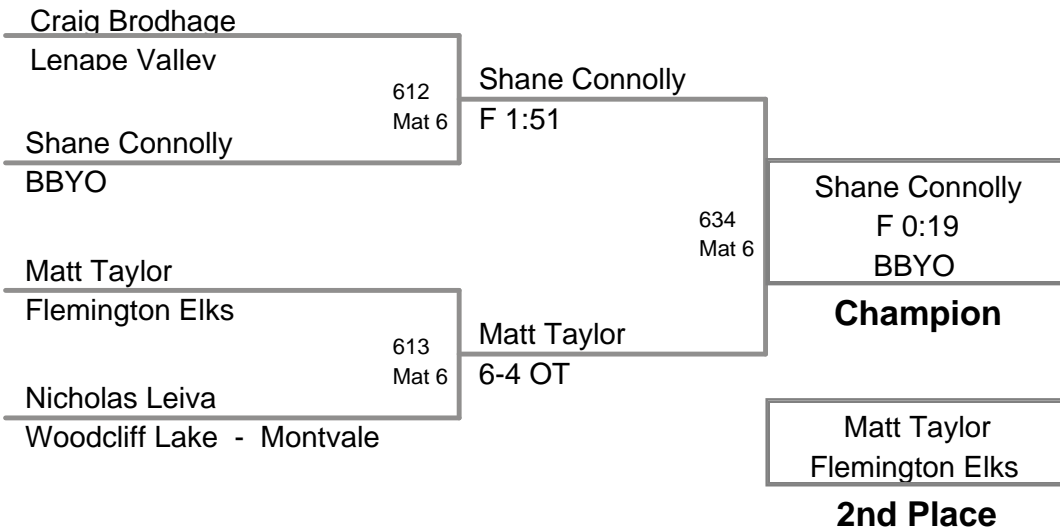 Craig Brodhage
Lenape Valley
612
Mat 6
Shane Connolly
F 1:51
Shane Connolly
BBYO
Shane Connolly
F 0:19
BBYO
Champion
634
Mat 6
Matt Taylor
Flemington Elks
613
Mat 6
Matt Taylor
6-4 OT
Nicholas Leiva
Woodcliff Lake - Montvale
Matt Taylor
Flemington Elks
2nd Place